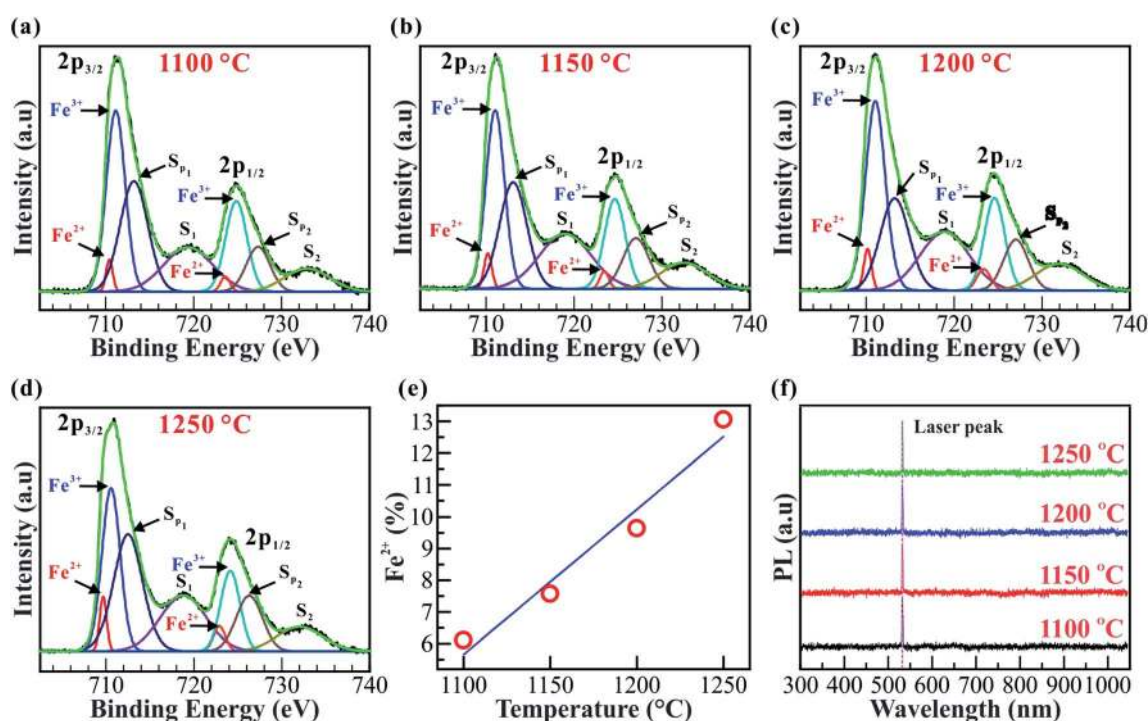 (a)
1100 °C
2p3/2
Fe3+
Sp1
2p1/2
Fe3+
Sp2
S1
Fe2+
Fe2+
S2
Intensity (a.u)
710 720 730 740
Binding Energy (eV)
(b)
1150 °C
2p3/2
Fe3+
Sp1
2p1/2
Fe3+
S1
Sp2
Fe2+
Fe2+
S2
Intensity (a.u)
710 720 730 740
Binding Energy (eV)
(c)
1200 °C
2p3/2
Fe3+
Sp1
2p1/2
Fe3+
S1
Sp2
Fe2+
Fe2+
S2
Intensity (a.u)
710 720 730 740
Binding Energy (eV)
(d)
1250 °C
2p3/2
Fe3+
Sp1
2p1/2
Fe3+
Fe2+
S1
Sp2
Fe2+
S2
Intensity (a.u)
710 720 730 740
Binding Energy (eV)
(e)
Fe2+ (%)
13
12
11
10
9
8
7
6
1100 1150 1200 1250
Temperature (°C)
(f)
Laser peak
1250 °C
1200 °C
1150 °C
1100 °C
PL (a.u)
300 400 500 600 700 800 900 1000
Wavelength (nm)